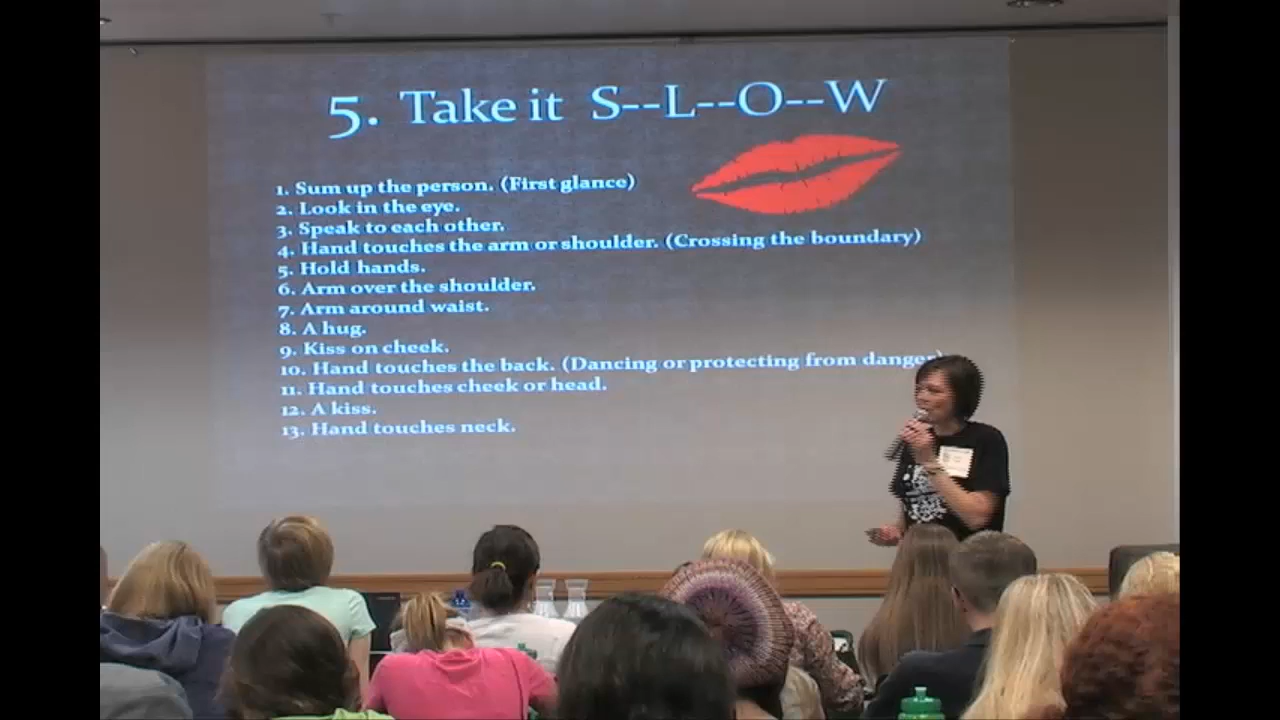 5. Take it S--L--O--W
1. Sum up the person. (First glance)
2. Look in the eye.
3. Speak to each other.
4. Hand touches the arm or shoulder. (Crossing the boundary)
5. Hold hands.
6. Arm over the shoulder.
7. Arm around waist.
8. A hug.
9. Kiss on cheek.
10. Hand touches the back. (Dancing or protecting from danger)
11. Hand touches cheek or head.
12. A kiss.
13. Hand touches neck.